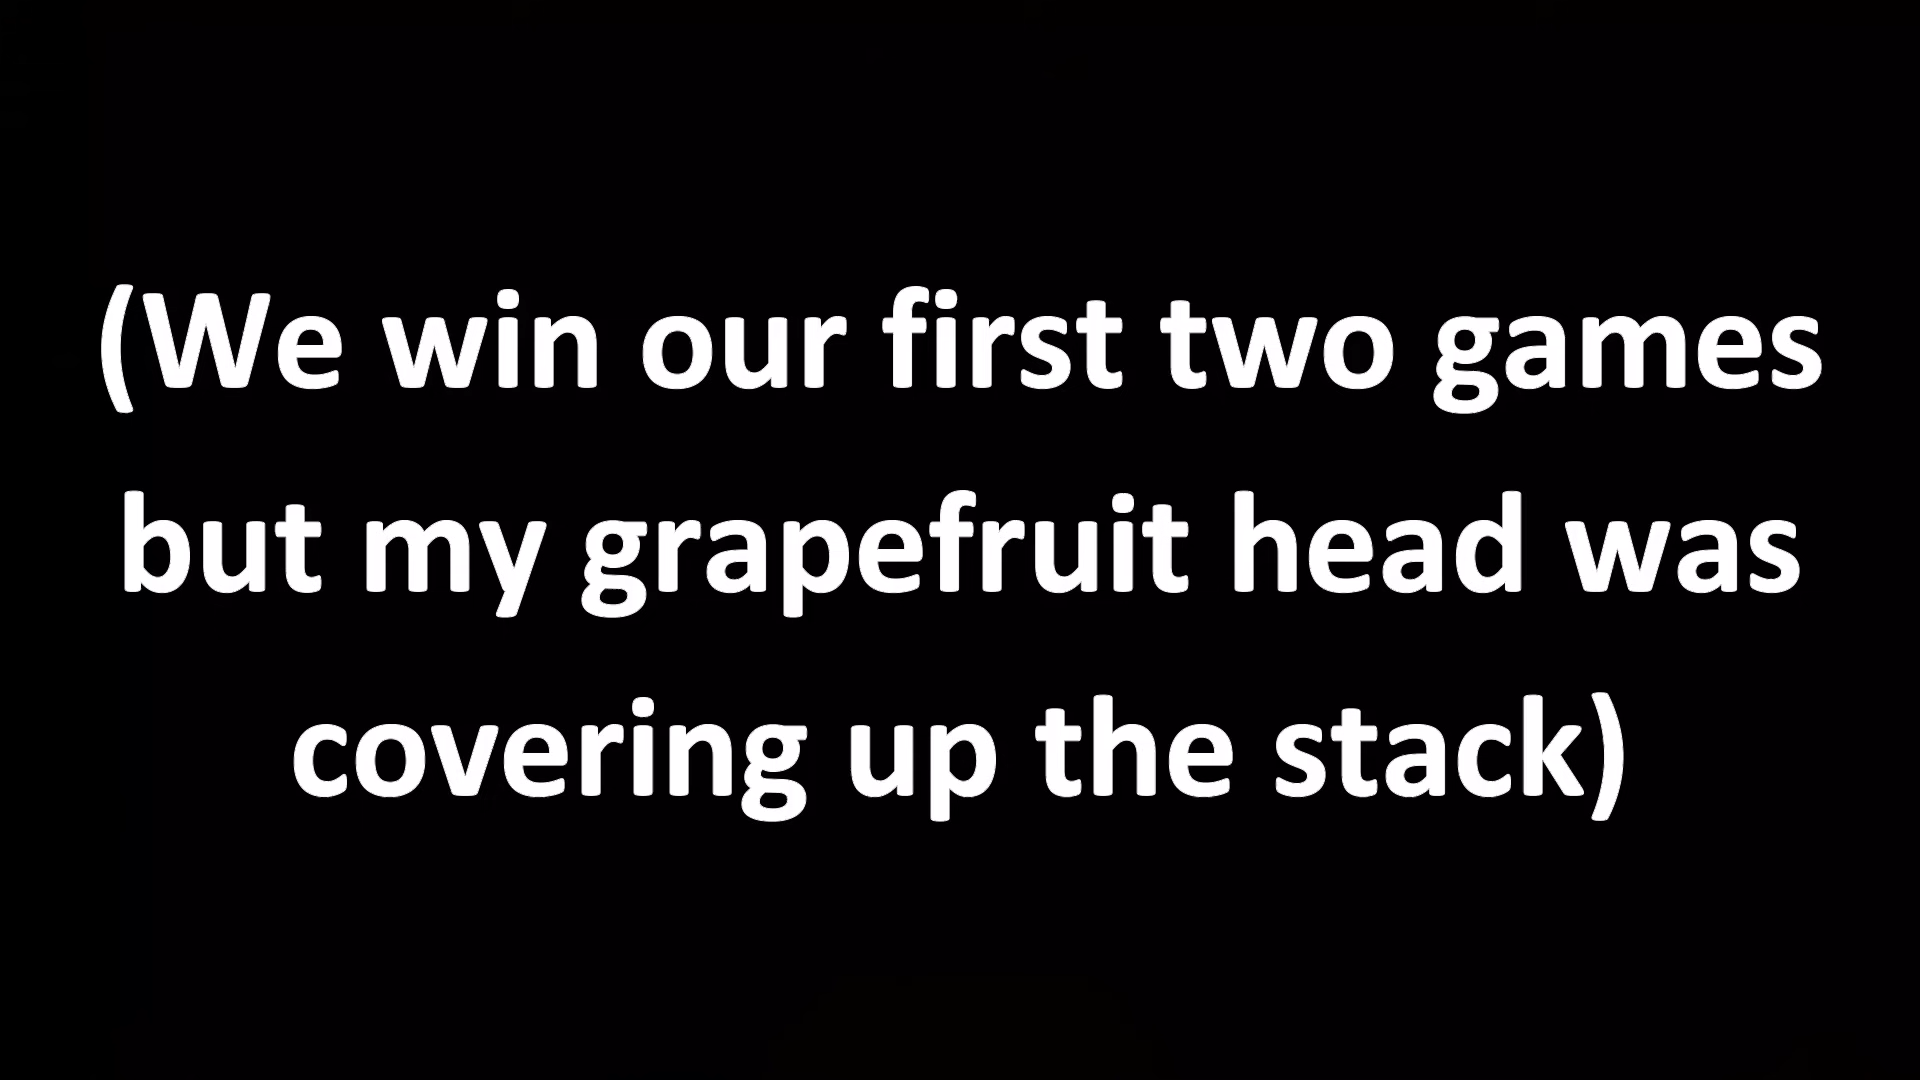 (We win our first two games
but my grapefruit head was
covering up the stack)